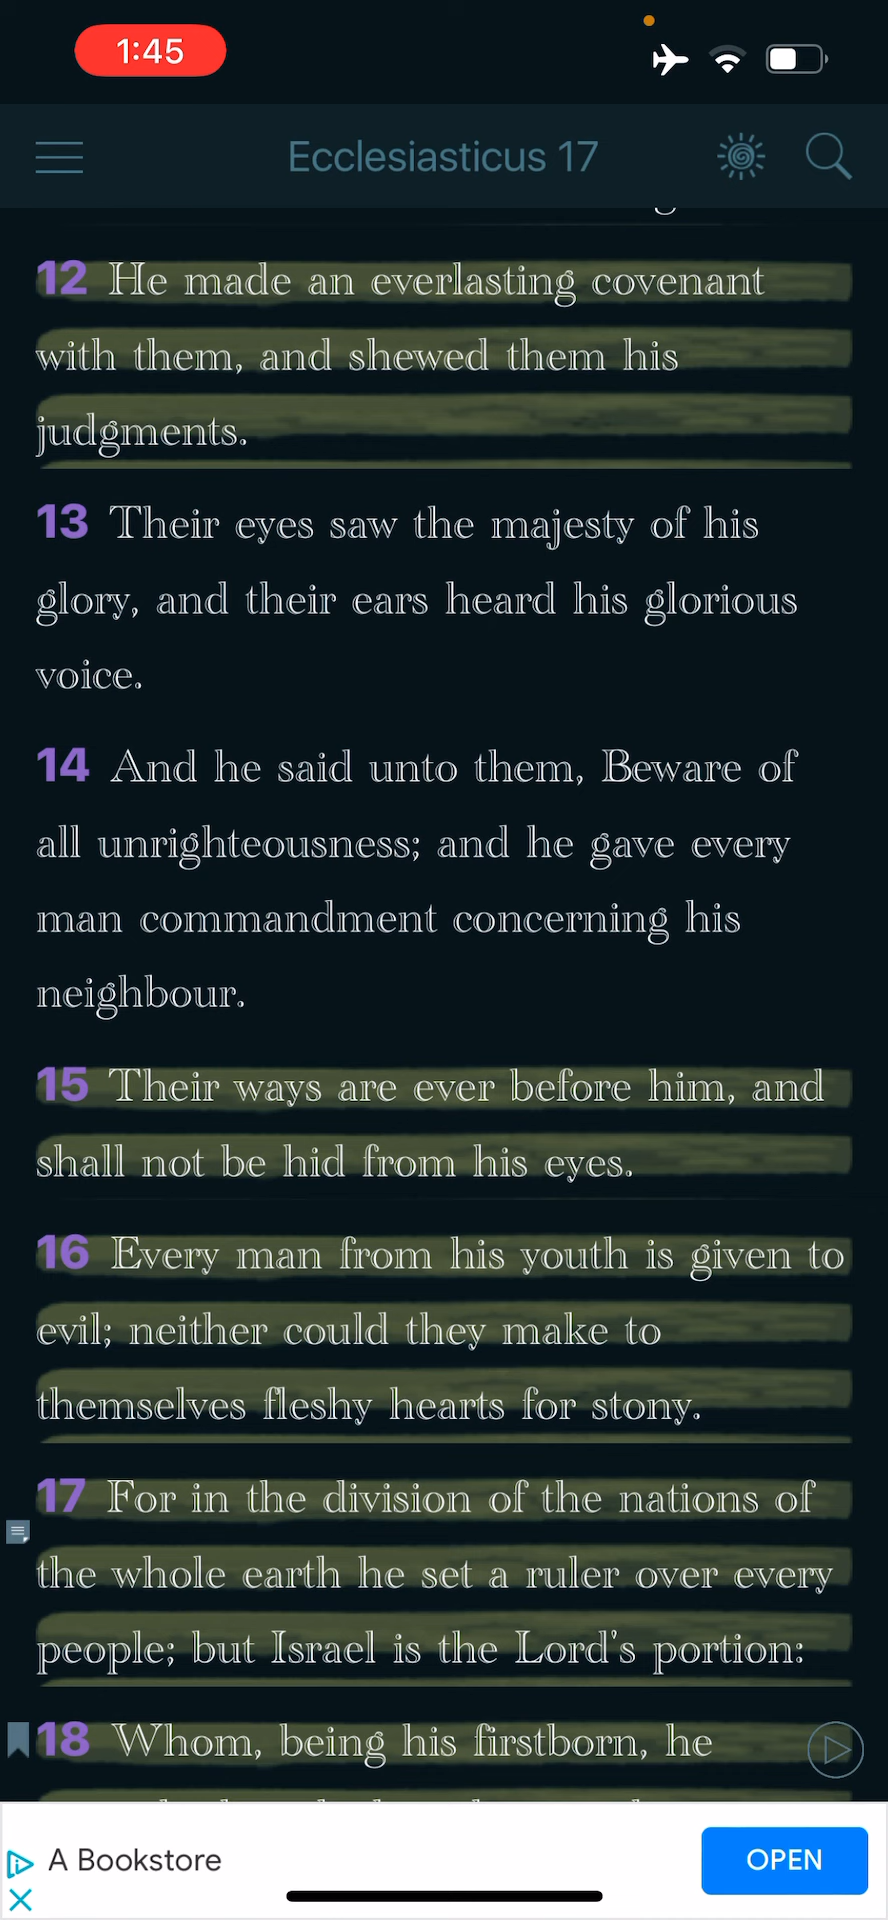 1:45
Ecclesiasticus 17
12 He made an everlasting covenant
with them, and shewed them his
judgments.
13 Their eyes saw the majesty of his
glory, and their ears heard his glorious
voice.
14 And he said unto them, Beware of
all unrighteousness; and he gave every
man commandment concerning his
neighbour.
15 Their ways are ever before him, and
shall not be hid from his eyes.
16 Every man from his youth is given to
evil; neither could they make to
themselves fleshy hearts for stony.
17 For in the division of the nations of
the whole earth he set a ruler over every
people; but Israel is the Lord's portion:
18 Whom, being his firstborn, he
A Bookstore
OPEN